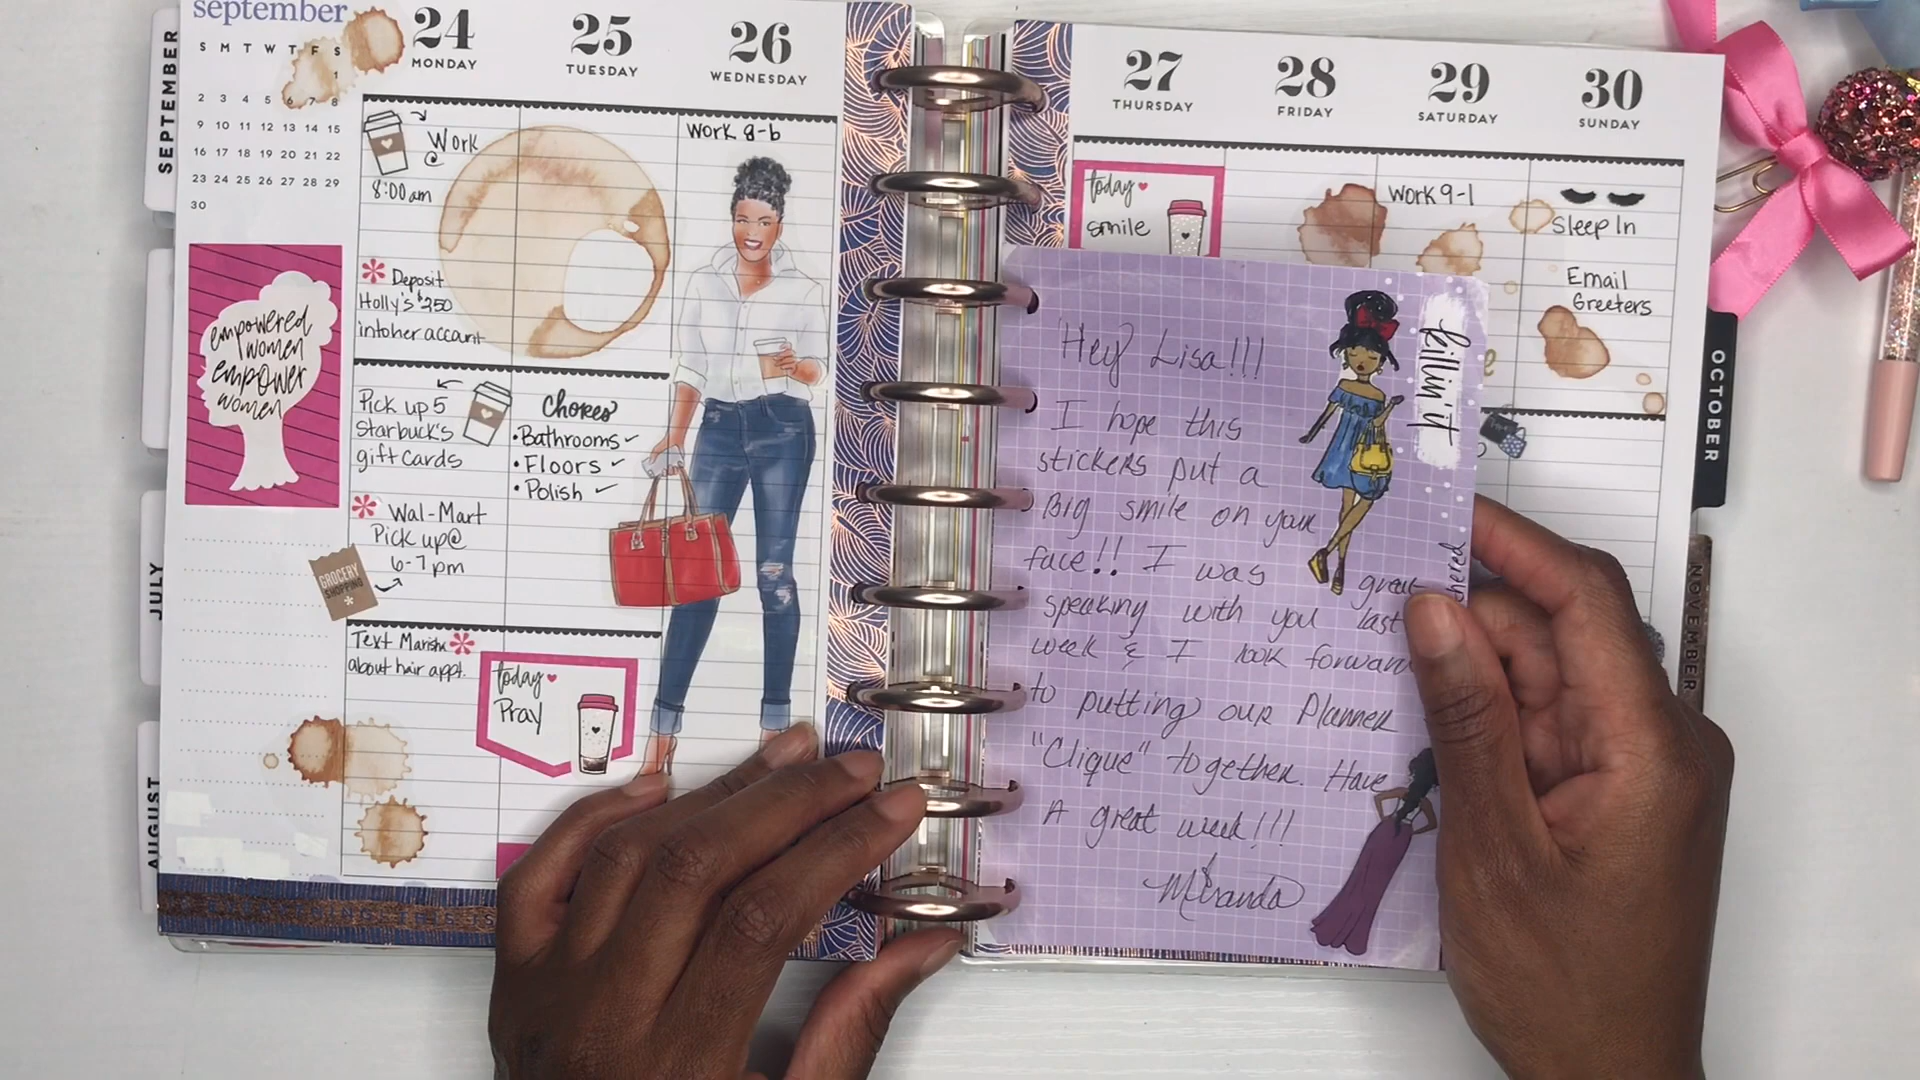 september
S M T W T F S
1
2 3 4 5 6 7 8
9 10 11 12 13 14 15
16 17 18 19 20 21 22
23 24 25 26 27 28 29
30
SEPTEMBER
JULY
AUGUST
24
MONDAY
25
TUESDAY
26
WEDNESDAY
27
THURSDAY
28
FRIDAY
29
SATURDAY
30
SUNDAY
empowered
women
empower
women
Work
@
8:00am
Deposit
Holly's $250
into her account
Pick up 5
Starbuck's
gift cards
Wal-Mart
Pick up @
6-7pm
GROCERY
SHOPPING
Text Marisha
about hair appt.
Chores
• Bathrooms ✓
• Floors ✓
• Polish ✓
today
Pray
Work 8-6
today
smile
Work 9-1
Sleep In
Email
Greeters
Hey Lisa!!!
I hope this
stickers put a
Big smile on your
face!! I was great
speaking with you last
week & I look forward
to putting our Planner
"Clique" together. Have
A great week!!!
Miranda
killin' it
OCTOBER
NOVEMBER